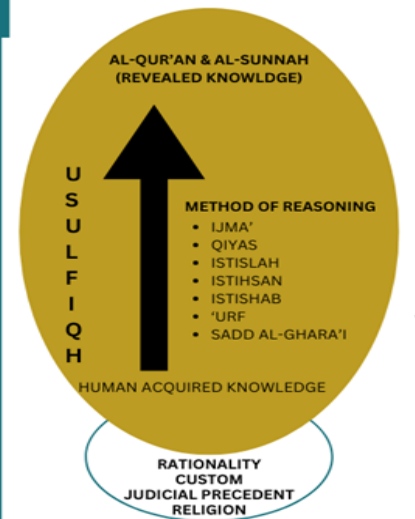 AL-QUR'AN & AL-SUNNAH
(REVEALED KNOWLDGE)
U
S
U
L
F
I
Q
H
METHOD OF REASONING
• IJMA'
• QIYAS
• ISTISLAH
• ISTIHSAN
• ISTISHAB
• 'URF
• SADD AL-GHARA'I
HUMAN ACQUIRED KNOWLEDGE
RATIONALITY
CUSTOM
JUDICIAL PRECEDENT
RELIGION